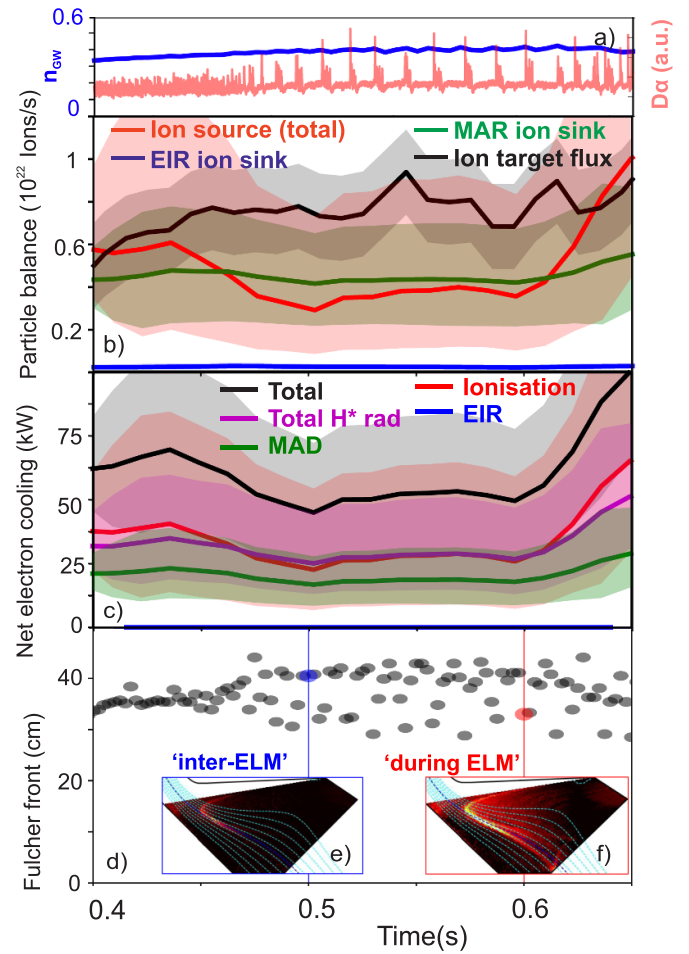 0.6
a)
n_GW
Dα (a.u.)
0
Ion source (total)
MAR ion sink
EIR ion sink
Ion target flux
1
0.6
0.2
Particle balance (10²² Ions/s)
b)
Total
Ionisation
Total H* rad
EIR
MAD
75
50
25
0
Net electron cooling (kW)
c)
40
20
0
Fulcher front (cm)
'inter-ELM'
'during ELM'
d)
e)
f)
0.4
0.5
0.6
Time(s)